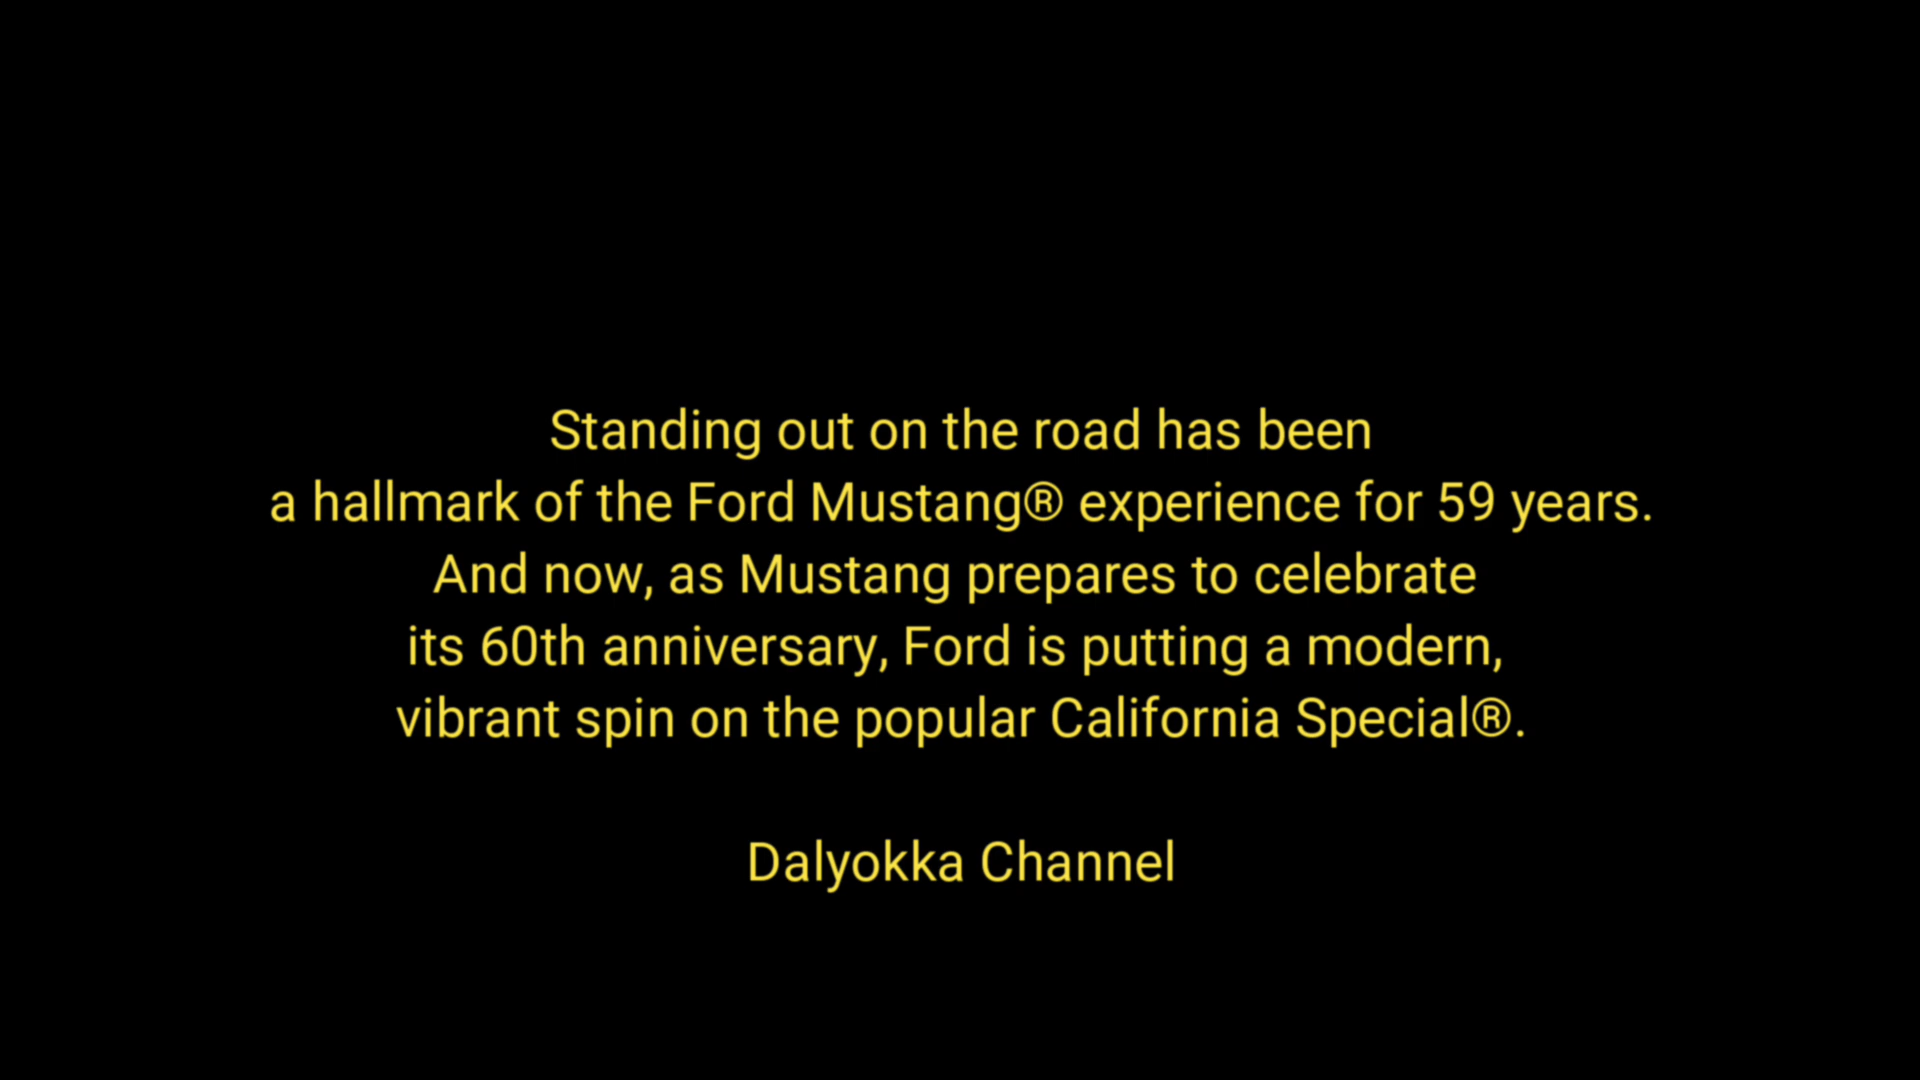 Standing out on the road has been
a hallmark of the Ford Mustang® experience for 59 years.
And now, as Mustang prepares to celebrate
its 60th anniversary, Ford is putting a modern,
vibrant spin on the popular California Special®.
Dalyokka Channel